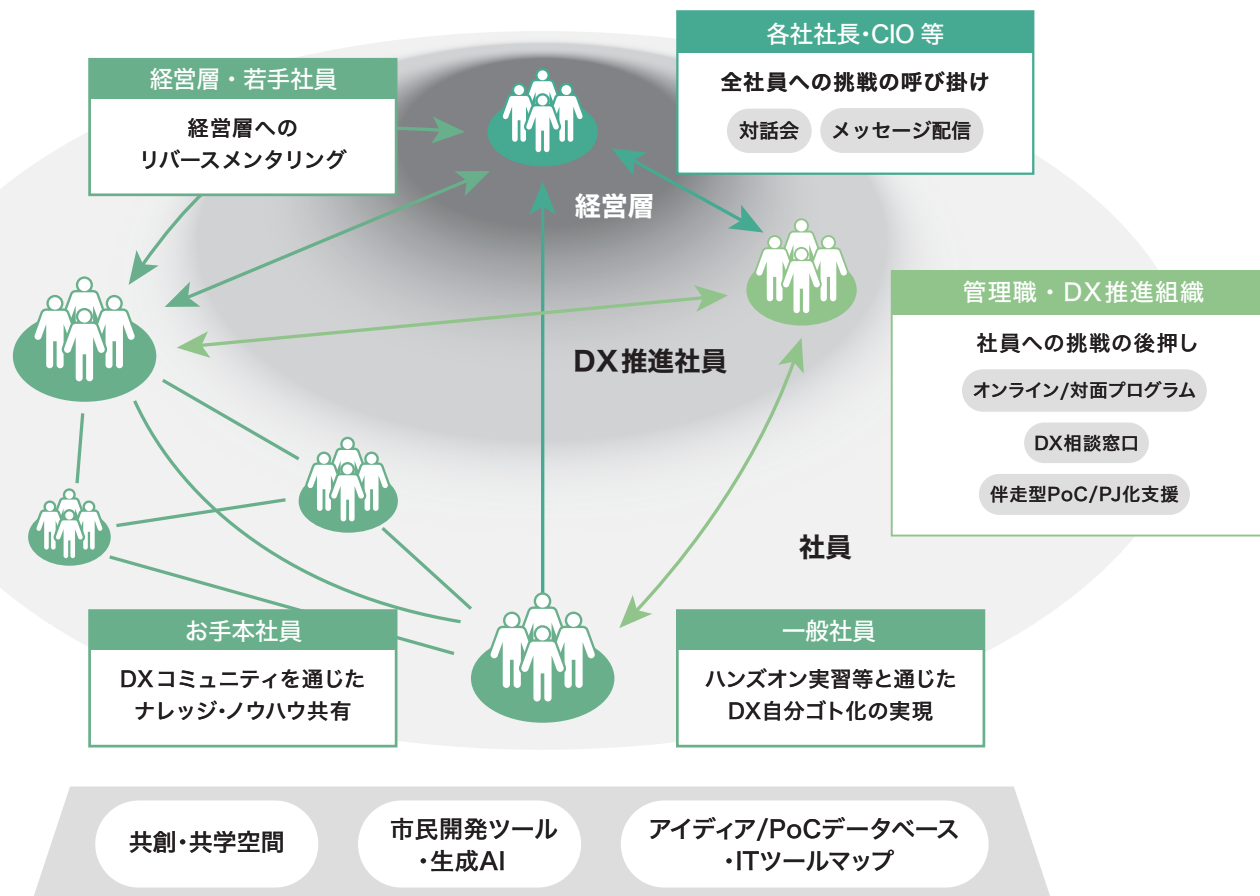 各社社長・CIO 等
全社員への挑戦の呼び掛け
対話会
メッセージ配信
経営層・若手社員
経営層への
リバースメンタリング
経営層
管理職・DX推進組織
社員への挑戦の後押し
オンライン/対面プログラム
DX相談窓口
伴走型PoC/PJ化支援
DX推進社員
社員
お手本社員
DXコミュニティを通じた
ナレッジ・ノウハウ共有
一般社員
ハンズオン実習等と通じた
DX自分ゴト化の実現
共創・共学空間
市民開発ツール
・生成AI
アイディア/PoCデータベース
・ITツールマップ